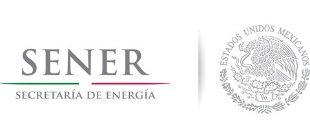 SENER
SECRETARÍA DE ENERGÍA
ESTADOS UNIDOS MEXICANOS